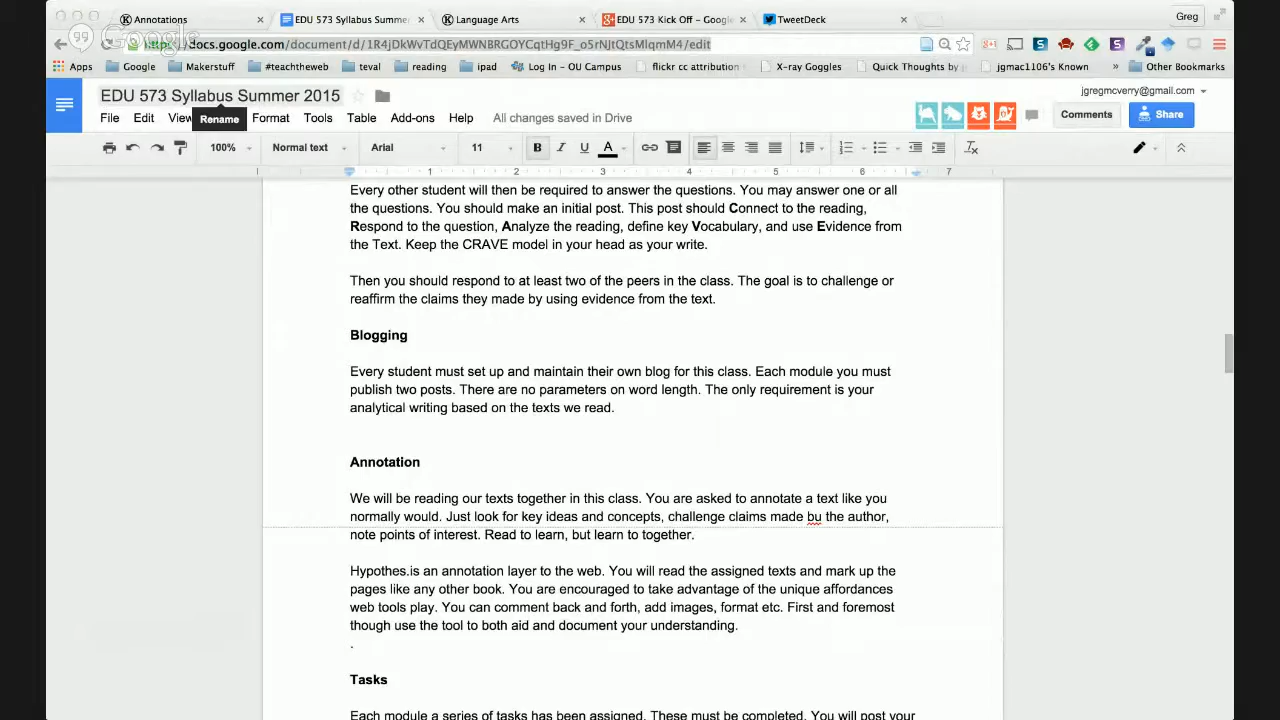 Annotations
EDU 573 Syllabus Summe
Language Arts
EDU 573 Kick Off – Google
TweetDeck
Greg
Google
docs.google.com/document/d/1R4jDkWvTdQEyMWNBRGOYCqtHg9F_o5rNJtQtsMlqmM4/edit
Apps
Google
Makerstuff
#teachtheweb
teval
reading
ipad
Log In - OU Campus
flickr cc attribution
X-ray Goggles
Quick Thoughts by
jgmac1106's Known
»
Other Bookmarks
EDU 573 Syllabus Summer 2015
jgregmcverry@gmail.com
File Edit View Rename Format Tools Table Add-ons Help All changes saved in Drive
Comments
Share
100% Normal text Arial 11 B I U A
1 2 3 4 5 6 7
Every other student will then be required to answer the questions. You may answer one or all
the questions. You should make an initial post. This post should Connect to the reading,
Respond to the question, Analyze the reading, define key Vocabulary, and use Evidence from
the Text. Keep the CRAVE model in your head as your write.
Then you should respond to at least two of the peers in the class. The goal is to challenge or
reaffirm the claims they made by using evidence from the text.
Blogging
Every student must set up and maintain their own blog for this class. Each module you must
publish two posts. There are no parameters on word length. The only requirement is your
analytical writing based on the texts we read.
Annotation
We will be reading our texts together in this class. You are asked to annotate a text like you
normally would. Just look for key ideas and concepts, challenge claims made bu the author,
note points of interest. Read to learn, but learn to together.
Hypothes.is an annotation layer to the web. You will read the assigned texts and mark up the
pages like any other book. You are encouraged to take advantage of the unique affordances
web tools play. You can comment back and forth, add images, format etc. First and foremost
though use the tool to both aid and document your understanding.
.
Tasks
Each module a series of tasks has been assigned. These must be completed. You will post your